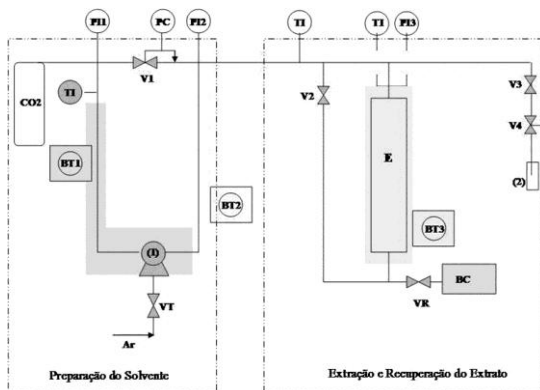 PI1
PC
PI2
TI
TI
PI3
V1
CO2
TI
V2
V3
V4
E
(2)
BT1
BT2
BT3
(1)
VT
VR
BC
Ar
Preparação do Solvente
Extração e Recuperação do Extrato